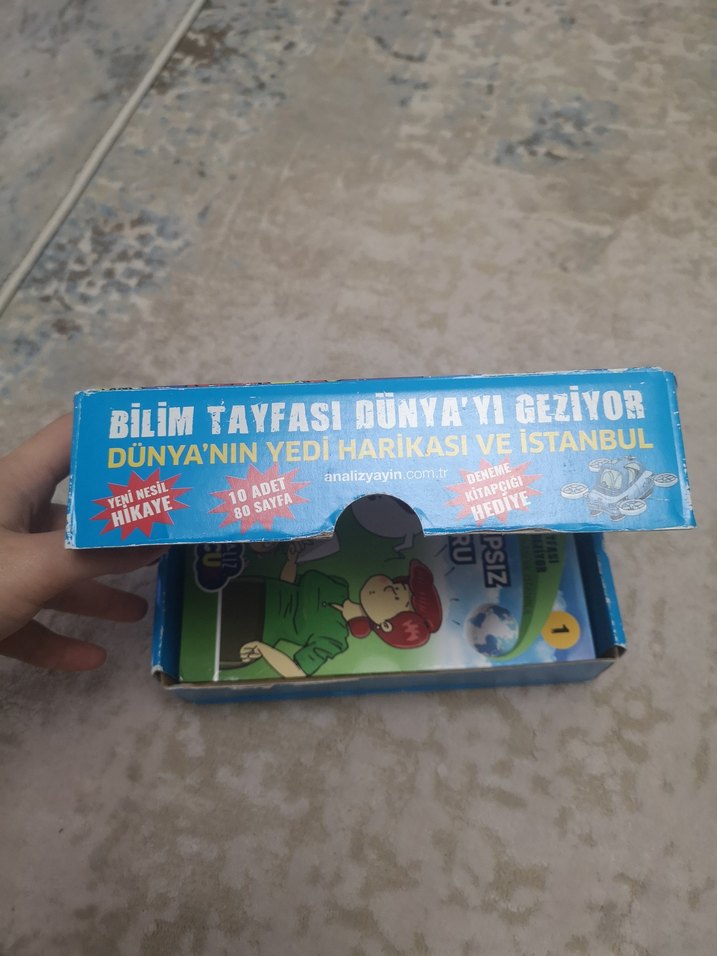 BİLİM TAYFASI DÜNYA'YI GEZİYOR
DÜNYA'NIN YEDİ HARİKASI VE İSTANBUL
analizyayin.com.tr
YENİ NESİL
HİKAYE
10 ADET
80 SAYFA
DENEME
KİTAPÇIĞI
HEDİYE
1